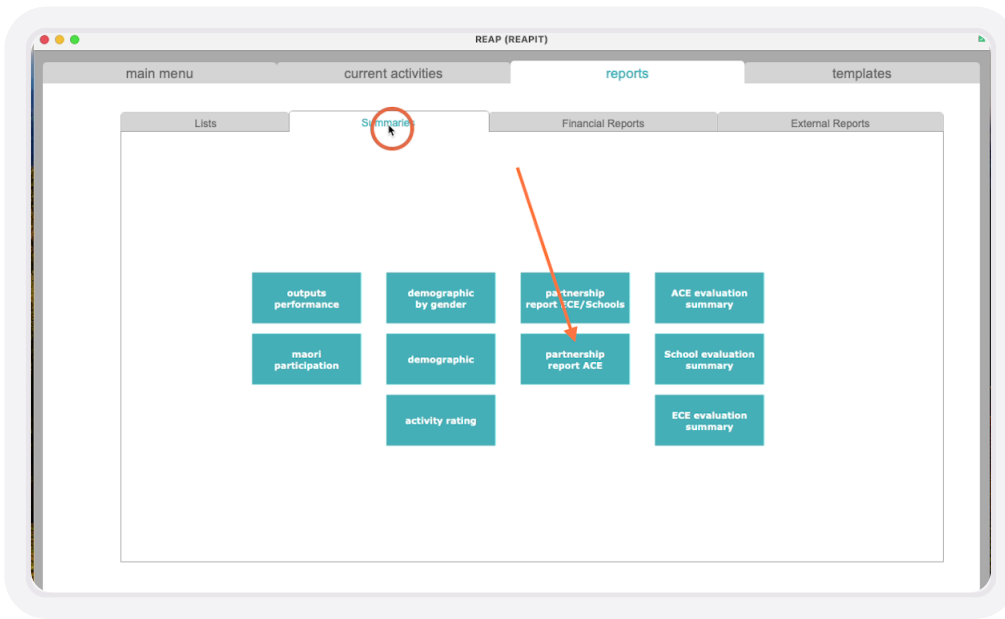 REAP (REAPIT)
main menu
current activities
reports
templates
Lists
Summaries
Financial Reports
External Reports
outputs
performance
demographic
by gender
partnership
report ECE/Schools
ACE evaluation
summary
maori
participation
demographic
partnership
report ACE
School evaluation
summary
activity rating
ECE evaluation
summary